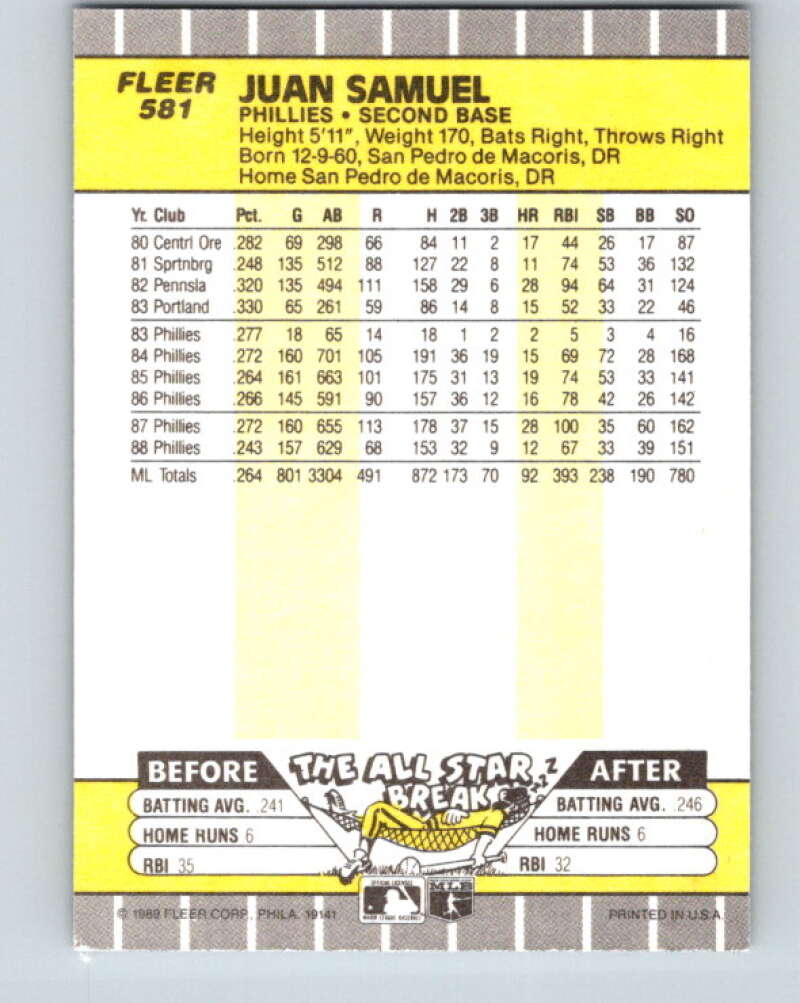 FLEER
581
JUAN SAMUEL
PHILLIES • SECOND BASE
Height 5'11", Weight 170, Bats Right, Throws Right
Born 12-9-60, San Pedro de Macoris, DR
Home San Pedro de Macoris, DR
Yr. Club Pct. G AB R H 2B 3B HR RBI SB BB SO
80 Centrl Ore .282 69 298 66 84 11 2 17 44 26 17 87
81 Sprtnbrg .248 135 512 88 127 22 8 11 74 53 36 132
82 Pennsla .320 135 494 111 158 29 6 28 94 64 31 124
83 Portland .330 65 261 59 86 14 8 15 52 33 22 46
83 Phillies .277 18 65 14 18 1 2 2 5 3 4 16
84 Phillies .272 160 701 105 191 36 19 15 69 72 28 168
85 Phillies .264 161 663 101 175 31 13 19 74 53 33 141
86 Phillies .266 145 591 90 157 36 12 16 78 42 26 142
87 Phillies .272 160 655 113 178 37 15 28 100 35 60 162
88 Phillies .243 157 629 68 153 32 9 12 67 33 39 151
ML Totals .264 801 3304 491 872 173 70 92 393 238 190 780
BEFORE THE ALL STAR BREAK ZZZZ AFTER
BATTING AVG. .241
HOME RUNS 6
RBI 35
BATTING AVG. .246
HOME RUNS 6
RBI 32
OFFICIAL LICENSEE
MAJOR LEAGUE BASEBALL
MLB
© 1989 FLEER CORP., PHILA. 19141
PRINTED IN U.S.A.